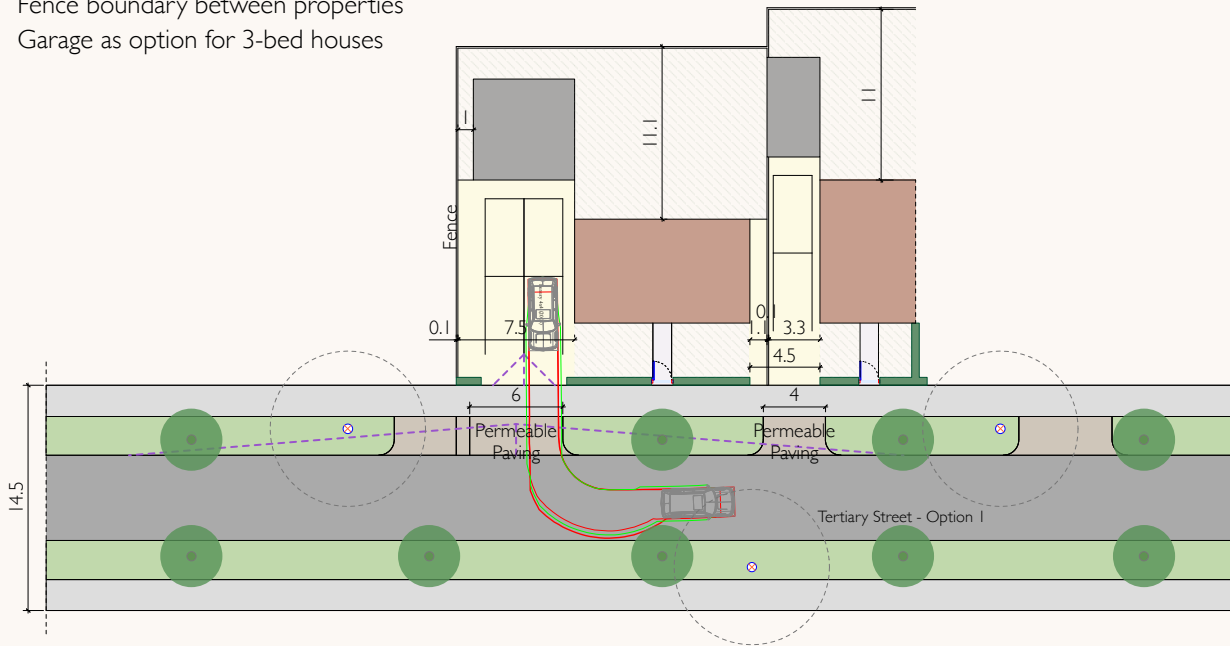 Fence boundary between properties
Garage as option for 3-bed houses
11
1
11.1
Fence
0.1
0.1
7.5
1.1
3.3
4.5
6
4
Permeable
Paving
Permeable
Paving
14.5
Tertiary Street - Option 1